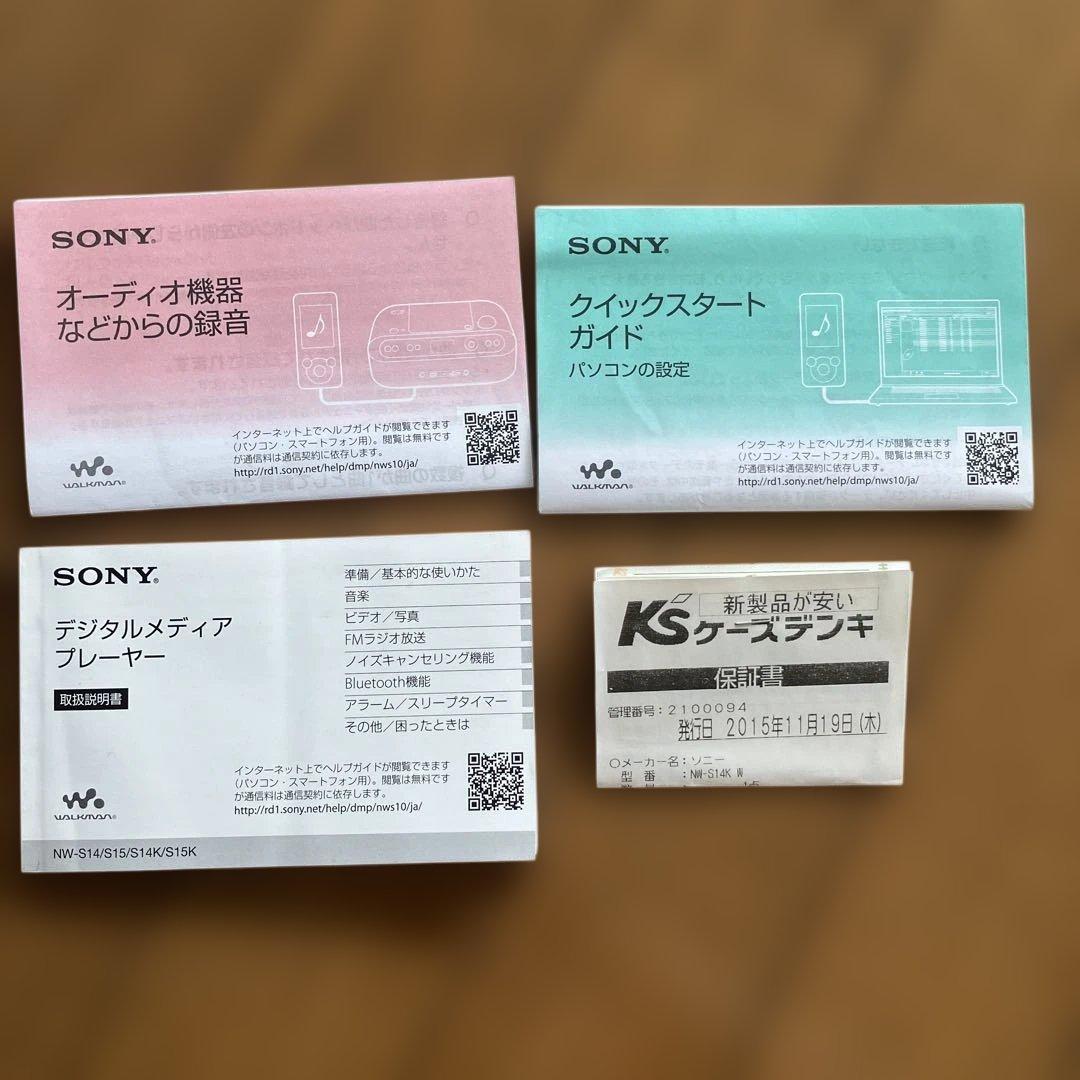 SONY®
オーディオ機器
などからの録音
インターネット上でヘルプガイドが閲覧できます
(パソコン・スマートフォン用)。閲覧は無料です
が通信料は通信契約に依存します。
http://rd1.sony.net/help/dmp/nws10/ja/
WALKMAN®
SONY®
クイックスタート
ガイド
パソコンの設定
インターネット上でヘルプガイドが閲覧できます
(パソコン・スマートフォン用)。閲覧は無料です
が通信料は通信契約に依存します。
http://rd1.sony.net/help/dmp/nws10/ja/
WALKMAN®
SONY®
デジタルメディア
プレーヤー
取扱説明書
準備/基本的な使いかた
音楽
ビデオ/写真
FMラジオ放送
ノイズキャンセリング機能
Bluetooth機能
アラーム/スリープタイマー
その他/困ったときは
インターネット上でヘルプガイドが閲覧できます
(パソコン・スマートフォン用)。閲覧は無料です
が通信料は通信契約に依存します。
http://rd1.sony.net/help/dmp/nws10/ja/
WALKMAN®
NW-S14/S15/S14K/S15K
新製品が安い
K'Sケーズデンキ
保証書
管理番号:2100094
発行日 2015年11月19日(木)
○メーカー名:ソニー
型 番 :NW-S14K W